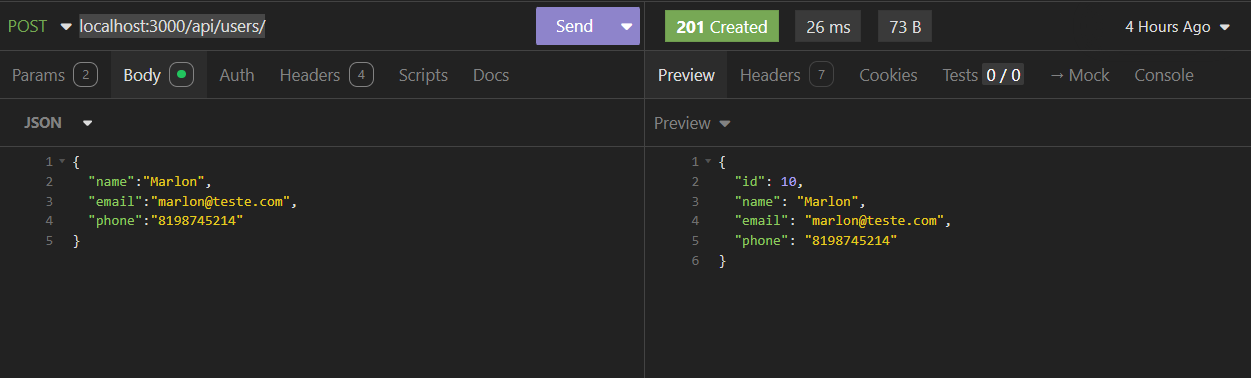 POST localhost:3000/api/users/ Send 201 Created 26 ms 73 B 4 Hours Ago
Params 2 Body Auth Headers 4 Scripts Docs Preview Headers 7 Cookies Tests 0 / 0 → Mock Console
JSON
1 {
2 "name":"Marlon",
3 "email":"marlon@teste.com",
4 "phone":"8198745214"
5 }
Preview
1 {
2 "id": 10,
3 "name": "Marlon",
4 "email": "marlon@teste.com",
5 "phone": "8198745214"
6 }